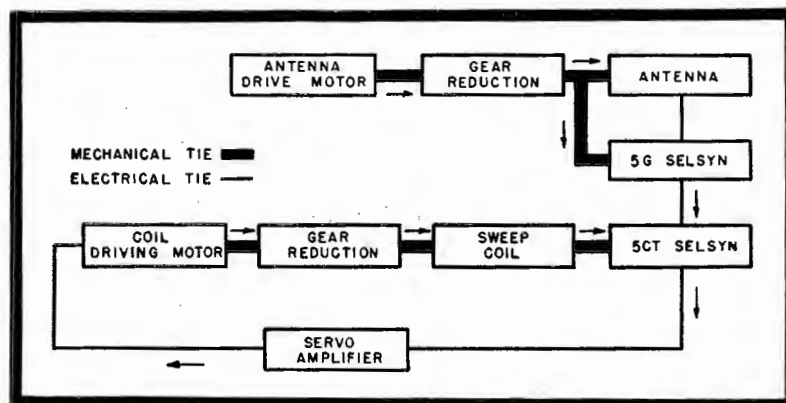 ANTENNA
DRIVE MOTOR
GEAR
REDUCTION
ANTENNA
MECHANICAL TIE
ELECTRICAL TIE
5G SELSYN
COIL
DRIVING MOTOR
GEAR
REDUCTION
SWEEP
COIL
5CT SELSYN
SERVO
AMPLIFIER